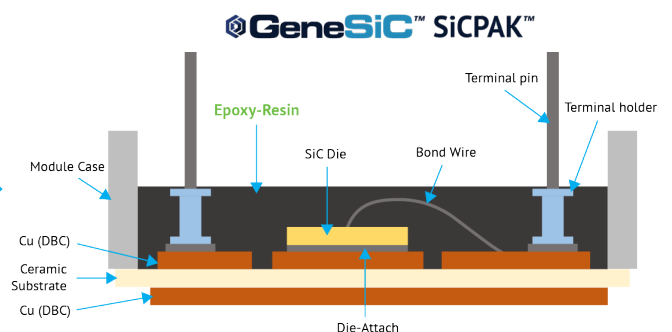 GeneSiC™ SiCPAK™
Terminal pin
Epoxy-Resin
Terminal holder
SiC Die
Bond Wire
Module Case
Cu (DBC)
Ceramic
Substrate
Cu (DBC)
Die-Attach